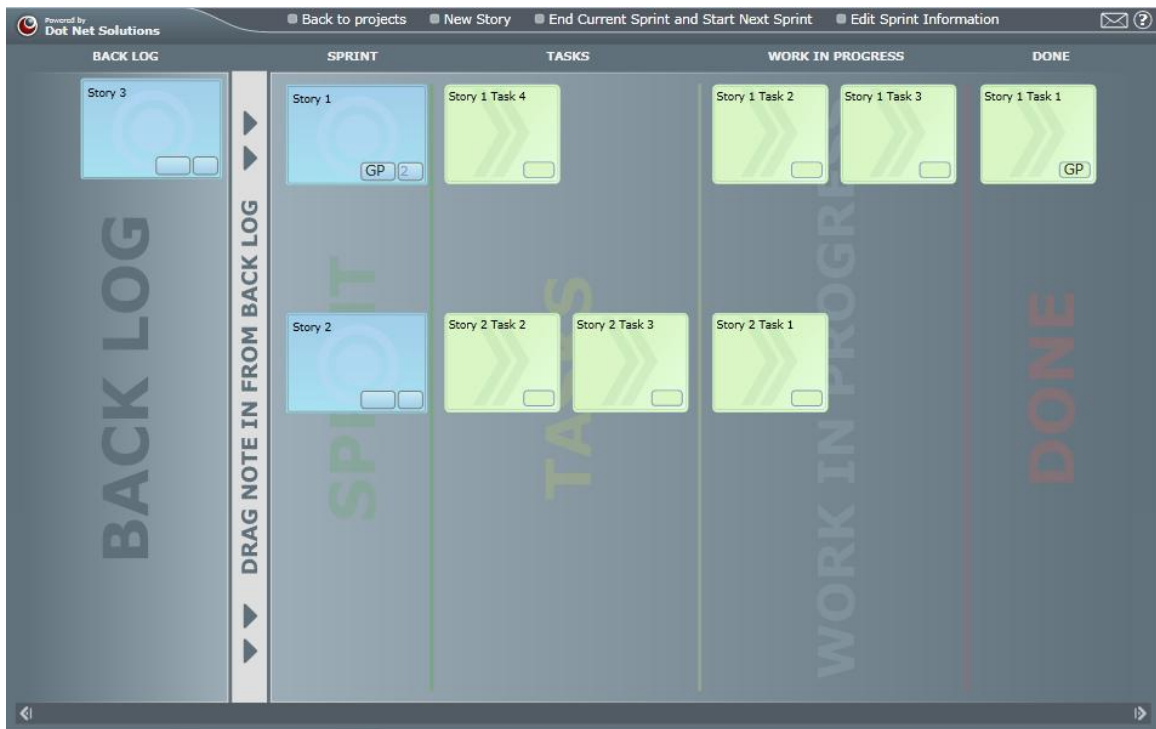 Powered by
Dot Net Solutions
Back to projects New Story End Current Sprint and Start Next Sprint Edit Sprint Information ?
BACK LOG SPRINT TASKS WORK IN PROGRESS DONE
Story 3
Story 1
GP 2
Story 1 Task 4
Story 1 Task 2
Story 1 Task 3
Story 1 Task 1
GP
Story 2
Story 2 Task 2
Story 2 Task 3
Story 2 Task 1
BACK LOG
DRAG NOTE IN FROM BACK LOG
SPRINT
TASKS
WORK IN PROGRESS
DONE